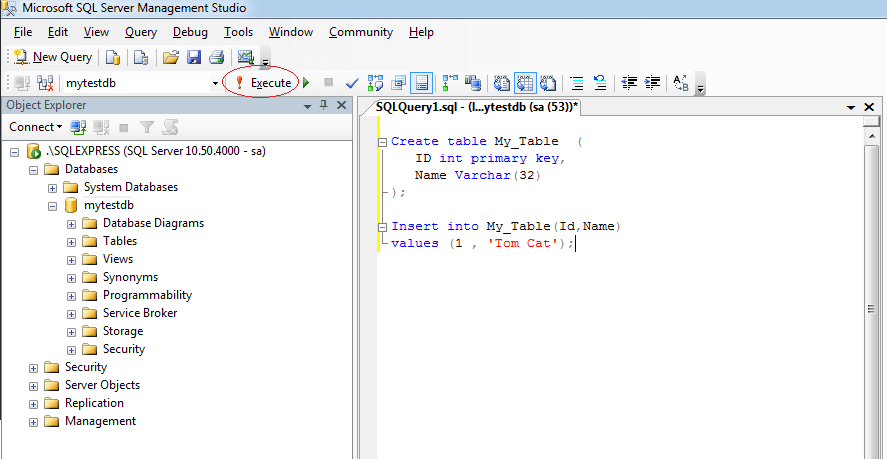 Microsoft SQL Server Management Studio
File Edit View Query Debug Tools Window Community Help
New Query
mytestdb Execute
Object Explorer
SQLQuery1.sql - (l...ytestdb (sa (53))*
Connect
.\SQLEXPRESS (SQL Server 10.50.4000 - sa)
Databases
System Databases
mytestdb
Database Diagrams
Tables
Views
Synonyms
Programmability
Service Broker
Storage
Security
Security
Server Objects
Replication
Management
Create table My_Table (
ID int primary key,
Name Varchar(32)
);
Insert into My_Table(Id,Name)
values (1 , 'Tom Cat');